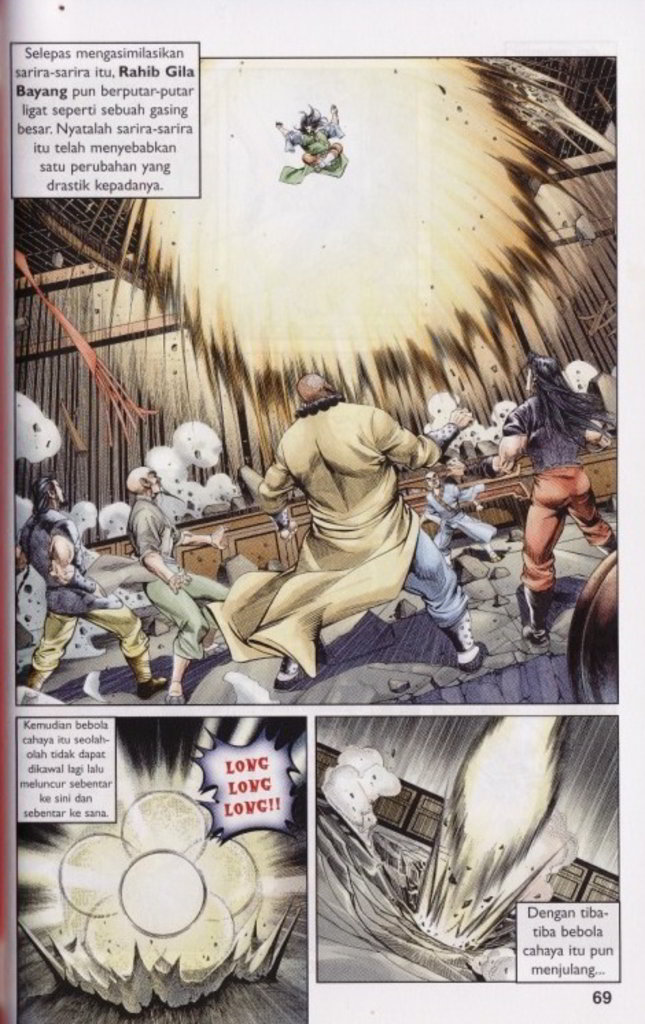 Selepas mengasimilasikan
sarira-sarira itu, Rahib Gila
Bayang pun berputar-putar
ligat seperti sebuah gasing
besar. Nyatalah sarira-sarira
itu telah menyebabkan
satu perubahan yang
drastik kepadanya.
Kemudian bebola
cahaya itu seolah-
olah tidak dapat
dikawal lagi lalu
meluncur sebentar
ke sini dan
sebentar ke sana.
LONG
LONG
LONG!!
Dengan tiba-
tiba bebola
cahaya itu pun
menjulang...
69